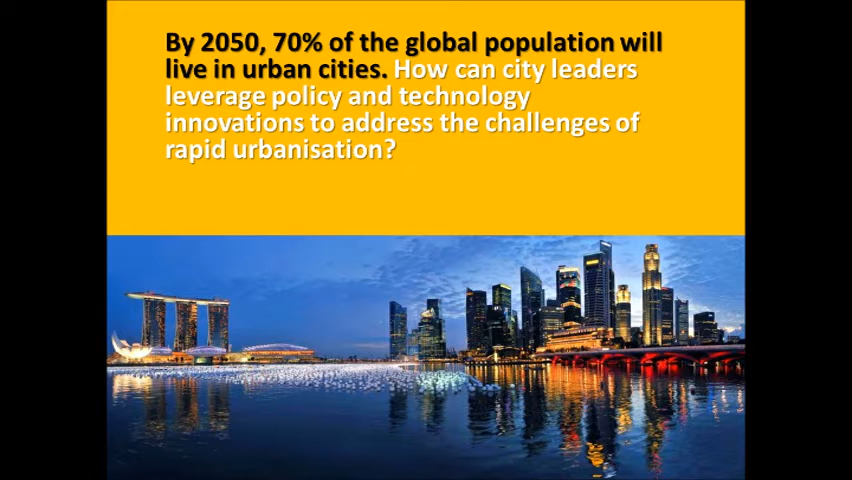 By 2050, 70% of the global population will
live in urban cities. How can city leaders
leverage policy and technology
innovations to address the challenges of
rapid urbanisation?